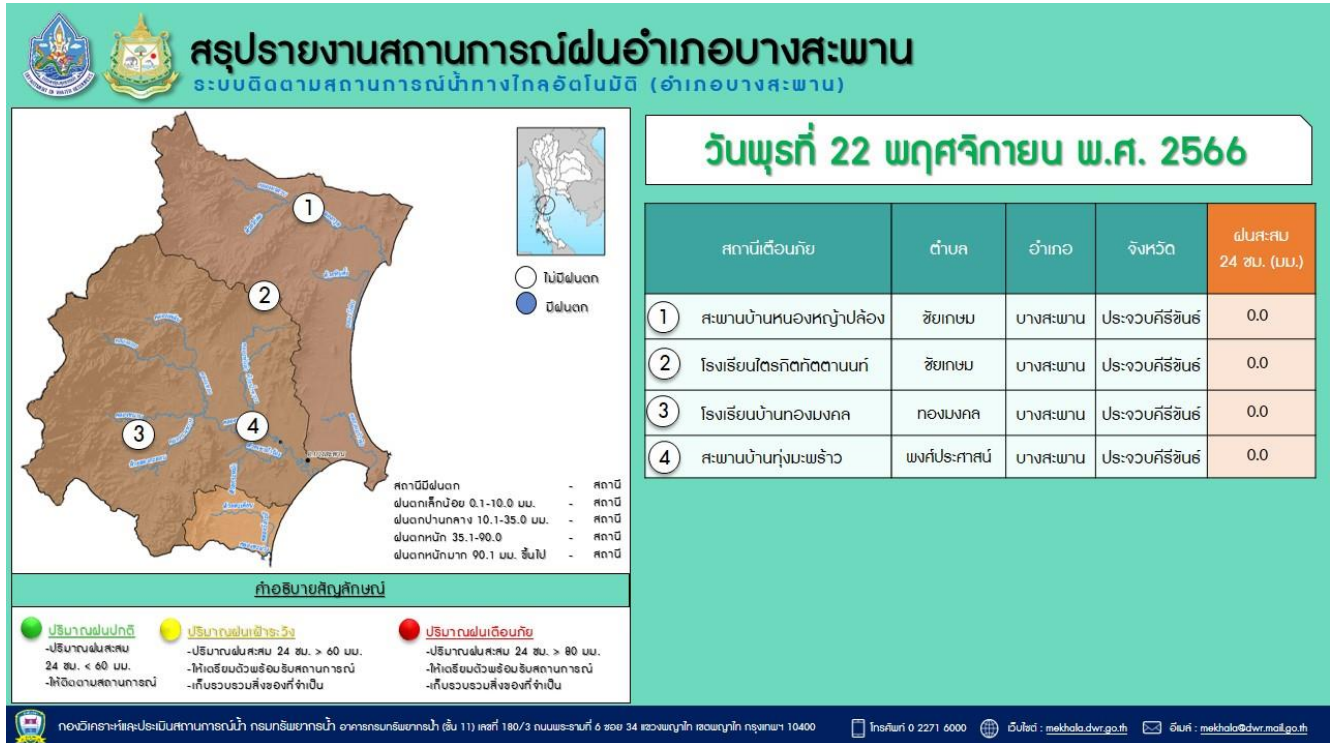 สรุปรายงานสถานการณ์ฝนอำเภอบางสะพาน
ระบบติดตามสถานการณ์น้ำทางไกลอัตโนมัติ (อำเภอบางสะพาน)
วันพุธที่ 22 พฤศจิกายน พ.ศ. 2566
1
2
3
4
ไม่มีฝนตก
มีฝนตก
สถานีมีฝนตก - สถานี
ฝนตกเล็กน้อย 0.1-10.0 มม. - สถานี
ฝนตกปานกลาง 10.1-35.0 มม. - สถานี
ฝนตกหนัก 35.1-90.0 - สถานี
ฝนตกหนักมาก 90.1 มม. ขึ้นไป - สถานี
สถานีเตือนภัย ตำบล อำเภอ จังหวัด ฝนสะสม 24 ชม. (มม.)
1 สะพานบ้านหนองหญ้าปล้อง ชัยเกษม บางสะพาน ประจวบคีรีขันธ์ 0.0
2 โรงเรียนไตรกิตทัตตานนท์ ชัยเกษม บางสะพาน ประจวบคีรีขันธ์ 0.0
3 โรงเรียนบ้านทองมงคล ทองมงคล บางสะพาน ประจวบคีรีขันธ์ 0.0
4 สะพานบ้านทุ่งมะพร้าว พงศ์ประศาสน์ บางสะพาน ประจวบคีรีขันธ์ 0.0
คำอธิบายสัญลักษณ์
ปริมาณฝนปกติ
-ปริมาณฝนสะสม
24 ชม. < 60 มม.
-ให้ติดตามสถานการณ์
ปริมาณฝนเฝ้าระวัง
-ปริมาณฝนสะสม 24 ชม. > 60 มม.
-ให้เตรียมตัวพร้อมรับสถานการณ์
-เก็บรวบรวมสิ่งของที่จำเป็น
ปริมาณฝนเตือนภัย
-ปริมาณฝนสะสม 24 ชม. > 80 มม.
-ให้เตรียมตัวพร้อมรับสถานการณ์
-เก็บรวบรวมสิ่งของที่จำเป็น
กองวิเคราะห์และประเมินสถานการณ์น้ำ กรมทรัพยากรน้ำ อาคารกรมทรัพยากรน้ำ (ชั้น 11) เลขที่ 180/3 ถนนพระรามที่ 6 ซอย 34 แขวงพญาไท เขตพญาไท กรุงเทพฯ 10400 โทรศัพท์ 0 2271 6000 เว็บไซต์ : mekhala.dwr.go.th อีเมล์ : mekhala@dwr.mail.go.th